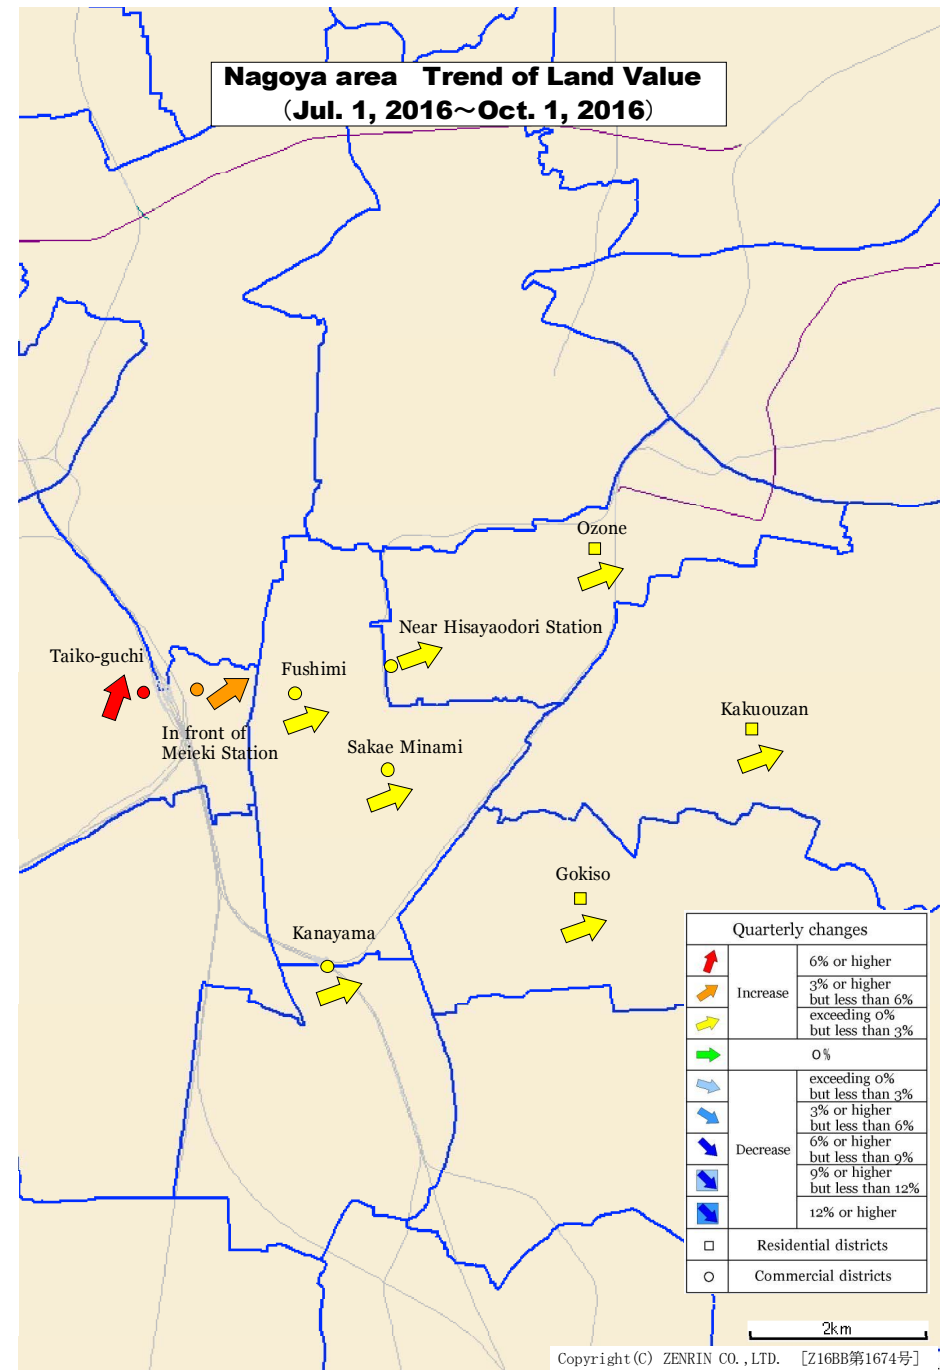 Nagoya area   Trend of Land Value
（Jul. 1, 2016～Oct. 1, 2016）
Ozone
Near Hisayaodori Station
Taiko-guchi
Fushimi
In front of
Meieki Station
Kakuouzan
Sakae Minami
Gokiso
Kanayama
Quarterly changes
Increase
6% or higher
3% or higher
but less than 6%
exceeding 0%
but less than 3%
0%
Decrease
exceeding 0%
but less than 3%
3% or higher
but less than 6%
6% or higher
but less than 9%
9% or higher
but less than 12%
12% or higher
Residential districts
Commercial districts
2km
Copyright(C) ZENRIN CO.,LTD. [Z16BB第1674号]